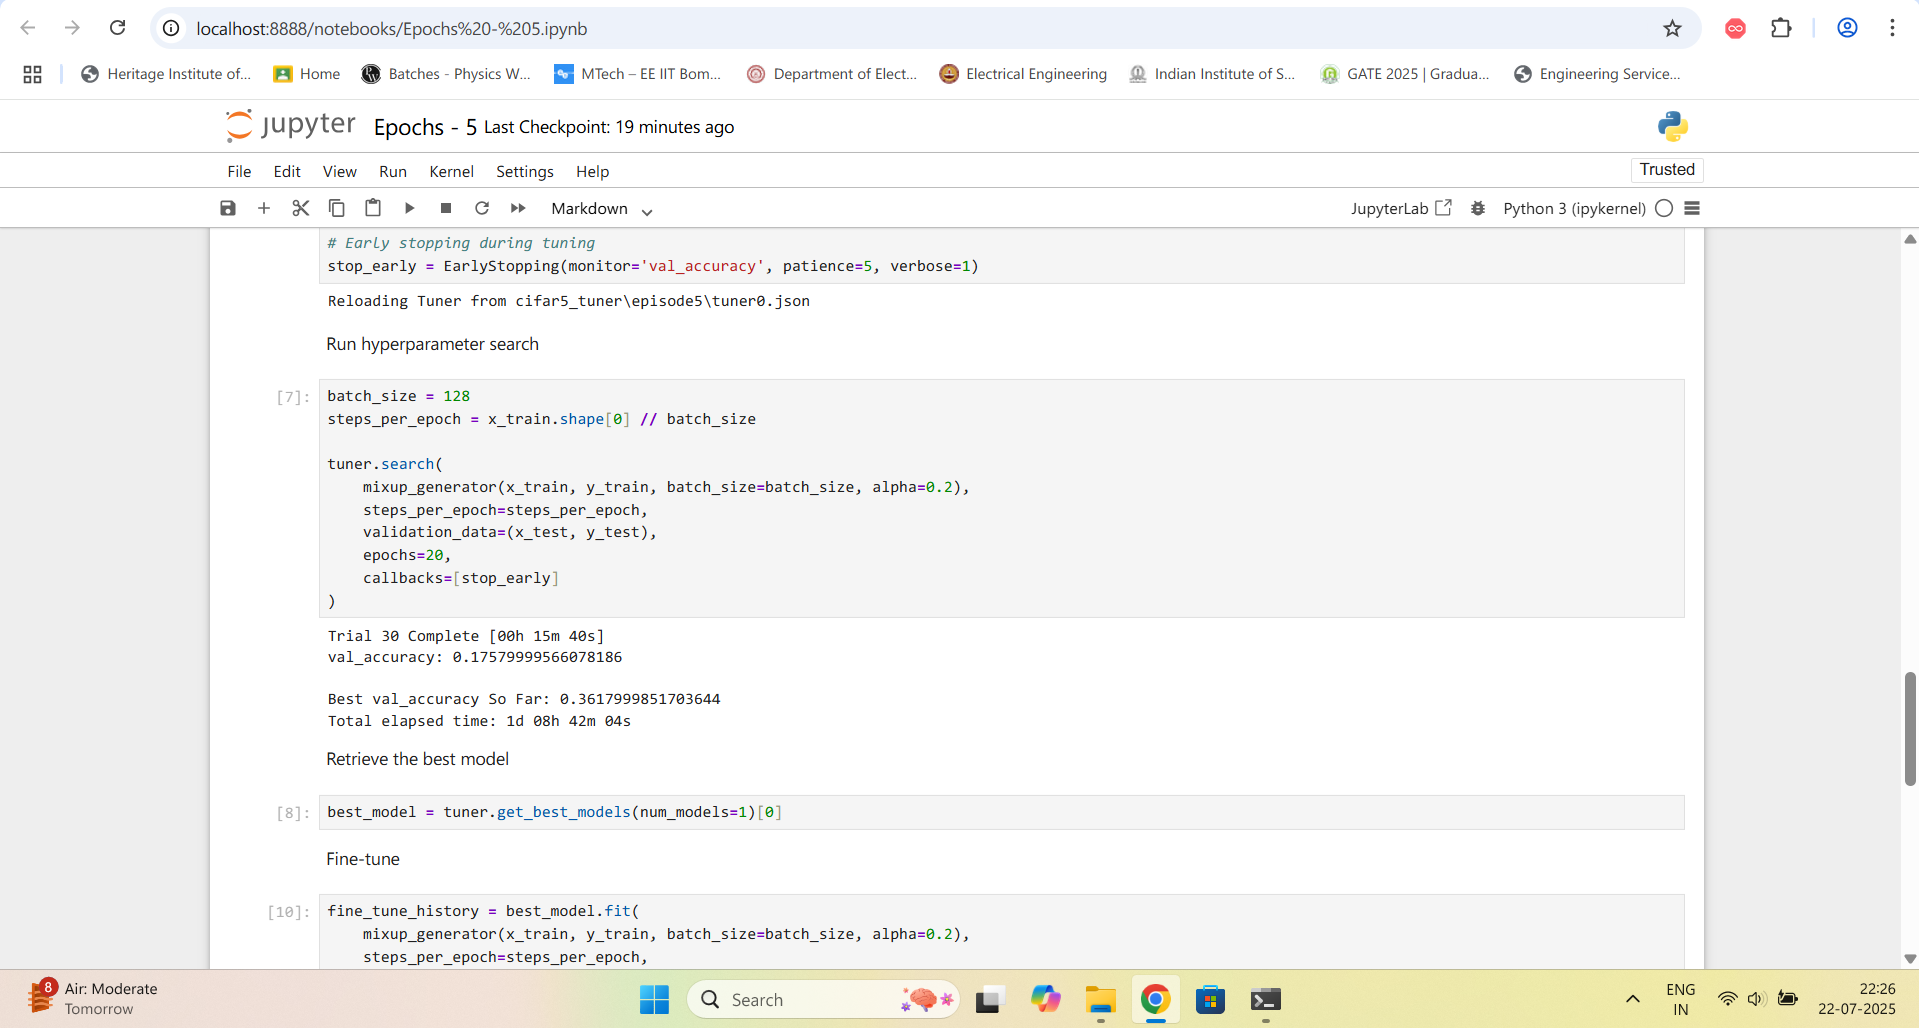 localhost:8888/notebooks/Epochs%20-%205.ipynb
Heritage Institute of... Home Batches - Physics W... MTech – EE IIT Bom... Department of Elect... Electrical Engineering Indian Institute of S... GATE 2025 | Gradua... Engineering Service...
jupyter Epochs - 5 Last Checkpoint: 19 minutes ago
File Edit View Run Kernel Settings Help Trusted
Markdown JupyterLab Python 3 (ipykernel)
# Early stopping during tuning
stop_early = EarlyStopping(monitor='val_accuracy', patience=5, verbose=1)
Reloading Tuner from cifar5_tuner\episode5\tuner0.json
Run hyperparameter search
[7]: batch_size = 128
steps_per_epoch = x_train.shape[0] // batch_size
tuner.search(
mixup_generator(x_train, y_train, batch_size=batch_size, alpha=0.2),
steps_per_epoch=steps_per_epoch,
validation_data=(x_test, y_test),
epochs=20,
callbacks=[stop_early]
)
Trial 30 Complete [00h 15m 40s]
val_accuracy: 0.17579999566078186
Best val_accuracy So Far: 0.3617999851703644
Total elapsed time: 1d 08h 42m 04s
Retrieve the best model
[8]: best_model = tuner.get_best_models(num_models=1)[0]
Fine-tune
[10]: fine_tune_history = best_model.fit(
mixup_generator(x_train, y_train, batch_size=batch_size, alpha=0.2),
steps_per_epoch=steps_per_epoch,
8 Air: Moderate
Tomorrow
Search
ENG
IN
22:26
22-07-2025